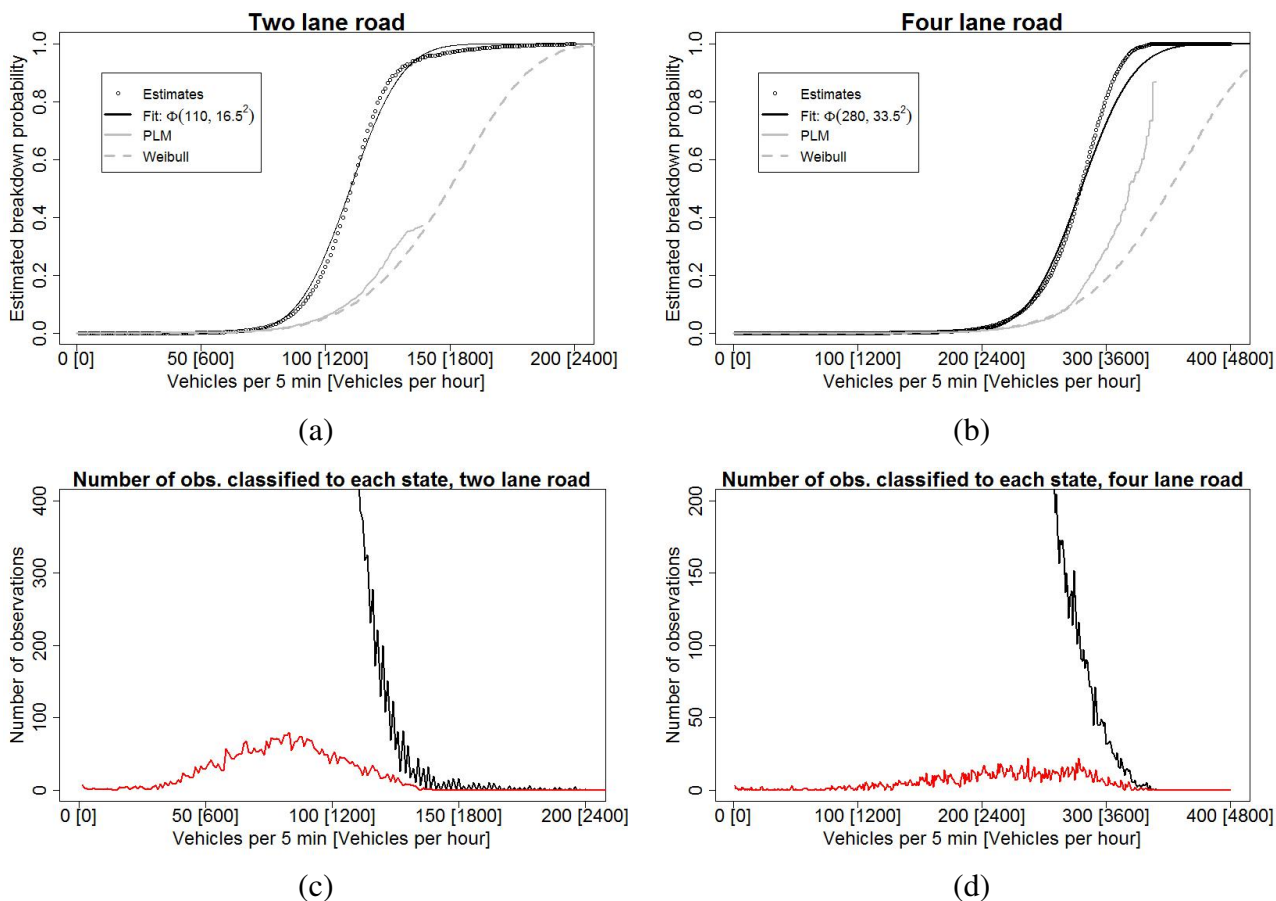 Two lane road
Estimated breakdown probability
1.0
0.8
0.6
0.4
0.2
0.0
Estimates
Fit: Φ(110, 16.5²)
PLM
Weibull
0 [0] 50 [600] 100 [1200] 150 [1800] 200 [2400]
Vehicles per 5 min [Vehicles per hour]
(a)
Four lane road
Estimated breakdown probability
1.0
0.8
0.6
0.4
0.2
0.0
Estimates
Fit: Φ(280, 33.5²)
PLM
Weibull
0 [0] 100 [1200] 200 [2400] 300 [3600] 400 [4800]
Vehicles per 5 min [Vehicles per hour]
(b)
Number of obs. classified to each state, two lane road
Number of observations
400
300
200
100
0
0 [0] 50 [600] 100 [1200] 150 [1800] 200 [2400]
Vehicles per 5 min [Vehicles per hour]
(c)
Number of obs. classified to each state, four lane road
Number of observations
200
150
100
50
0
0 [0] 100 [1200] 200 [2400] 300 [3600] 400 [4800]
Vehicles per 5 min [Vehicles per hour]
(d)